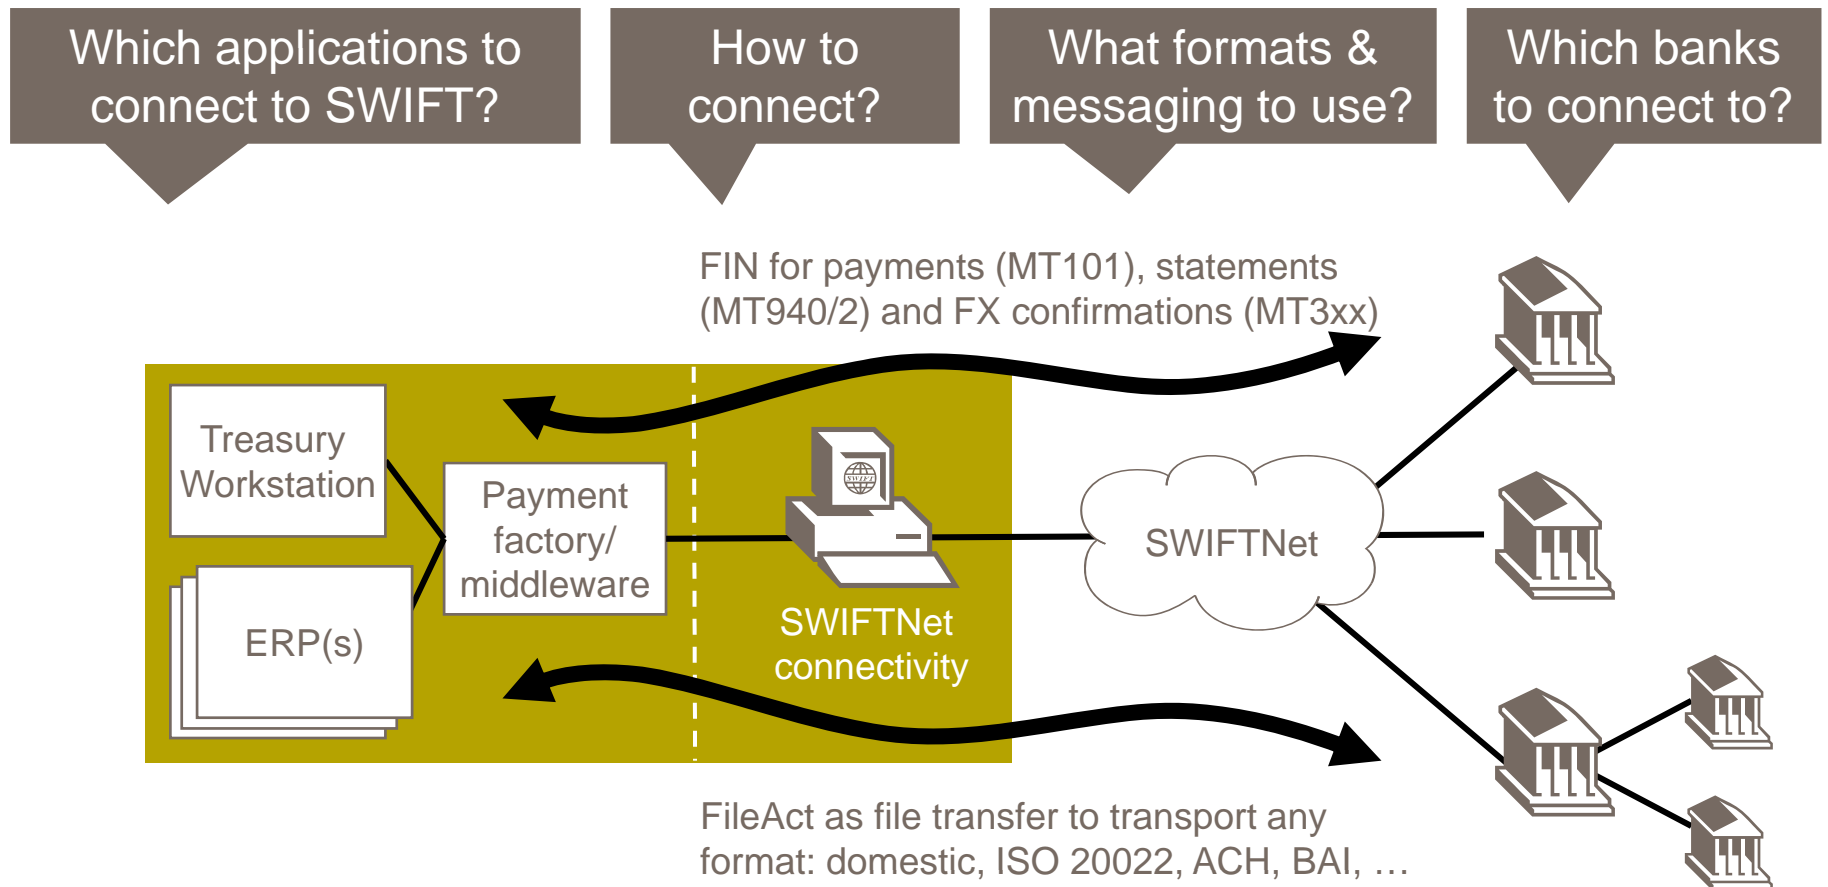 Which applications to
connect to SWIFT?
How to
connect?
What formats &
messaging to use?
Which banks
to connect to?
FIN for payments (MT101), statements
(MT940/2) and FX confirmations (MT3xx)
Treasury
Workstation
Payment
factory/
middleware
ERP(s)
SWIFT
SWIFTNet
connectivity
SWIFTNet
FileAct as file transfer to transport any
format: domestic, ISO 20022, ACH, BAI, …